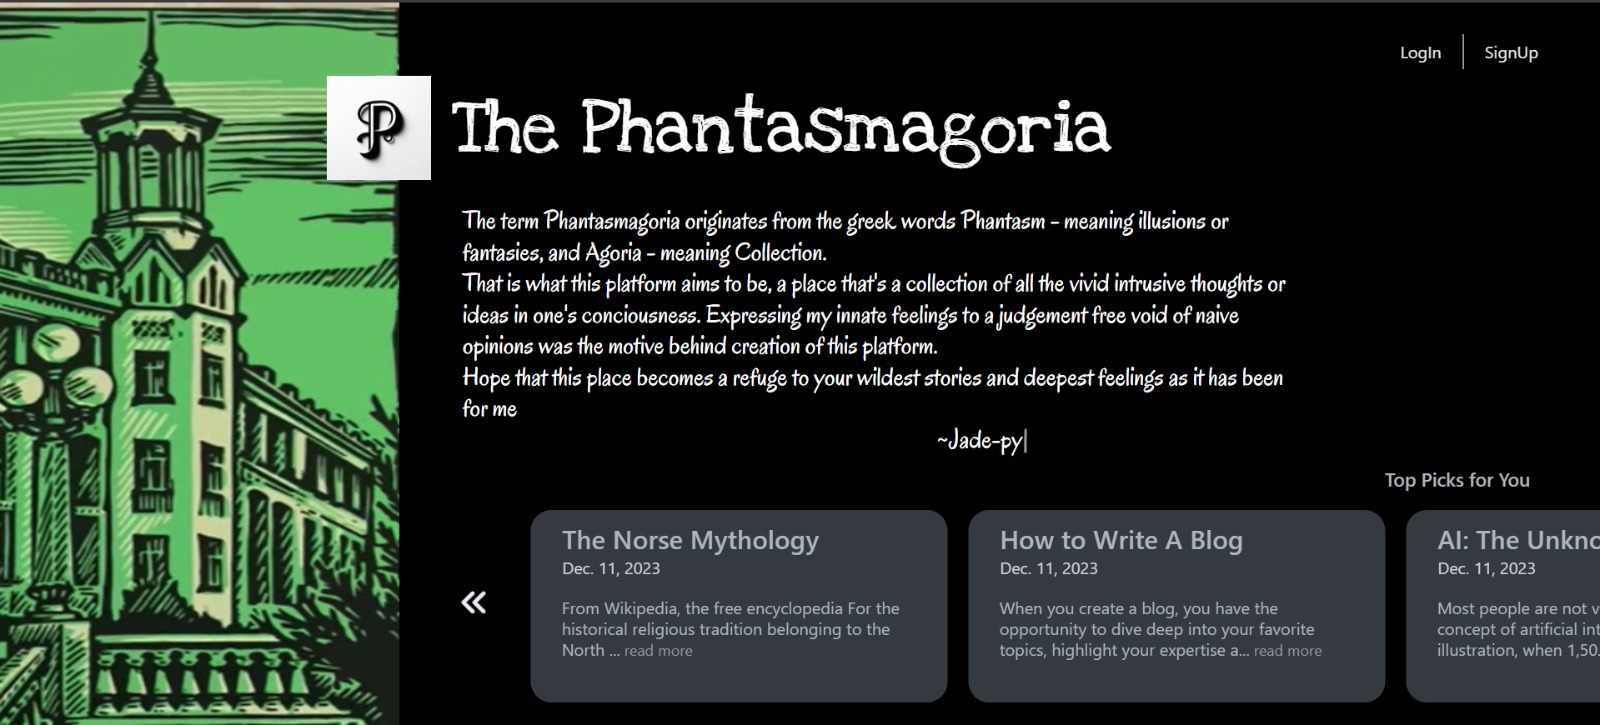 LogIn SignUp
P
The Phantasmagoria
The term Phantasmagoria originates from the greek words Phantasm - meaning illusions or
fantasies, and Agoria - meaning Collection.
That is what this platform aims to be, a place that's a collection of all the vivid intrusive thoughts or
ideas in one's conciousness. Expressing my innate feelings to a judgement free void of naive
opinions was the motive behind creation of this platform.
Hope that this place becomes a refuge to your wildest stories and deepest feelings as it has been
for me
~Jade-py|
Top Picks for You
The Norse Mythology
Dec. 11, 2023
From Wikipedia, the free encyclopedia For the
historical religious tradition belonging to the
North ... read more
How to Write A Blog
Dec. 11, 2023
When you create a blog, you have the
opportunity to dive deep into your favorite
topics, highlight your expertise a... read more
AI: The Unkno
Dec. 11, 2023
Most people are not v
concept of artificial int
illustration, when 1,50.